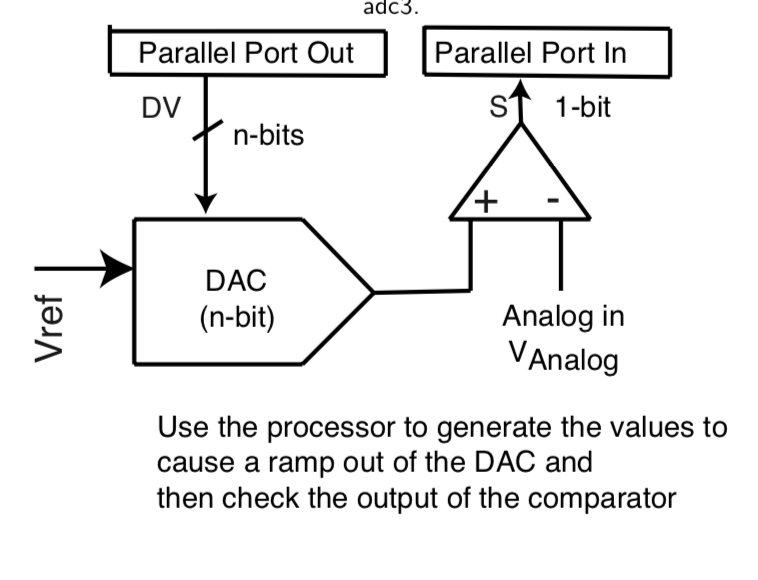 adc3.
Parallel Port Out
Parallel Port In
DV
n-bits
S
1-bit
+ -
DAC
(n-bit)
Vref
Analog in
VAnalog
Use the processor to generate the values to
cause a ramp out of the DAC and
then check the output of the comparator